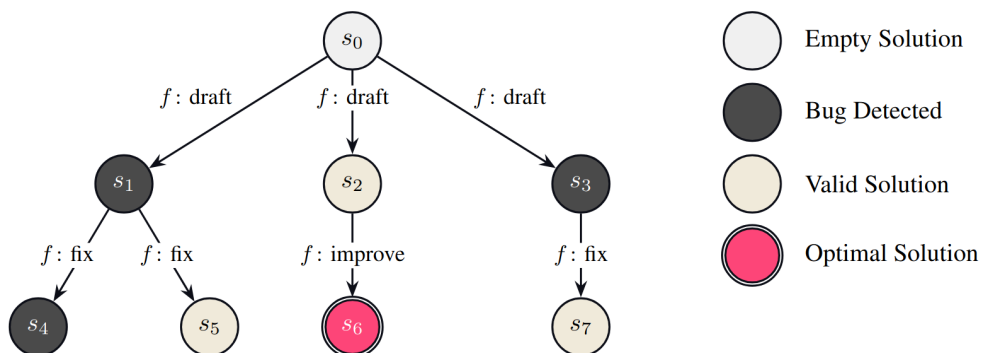 s0
Empty Solution
f : draft
f : draft
f : draft
Bug Detected
s1
s2
s3
Valid Solution
f : fix
f : fix
f : improve
f : fix
Optimal Solution
s4
s5
s6
s7